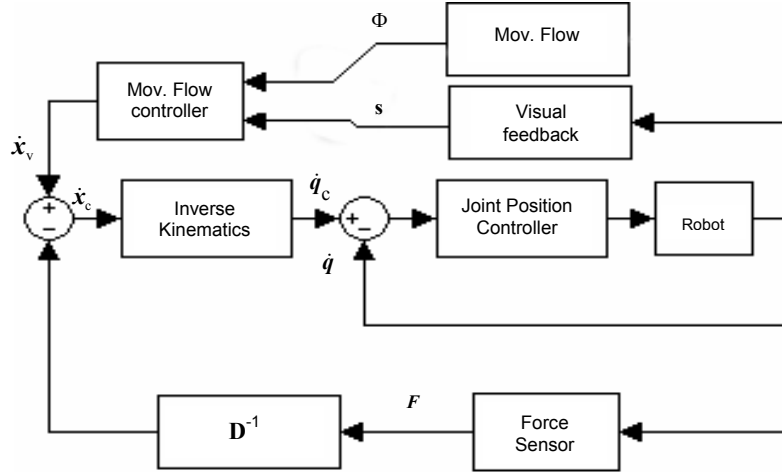 Φ
Mov. Flow
Mov. Flow
controller
s
Visual
feedback
ẋv
ẋc
+
−
Inverse
Kinematics
q̇c
+
−
q̇
Joint Position
Controller
Robot
D⁻¹
F
Force
Sensor